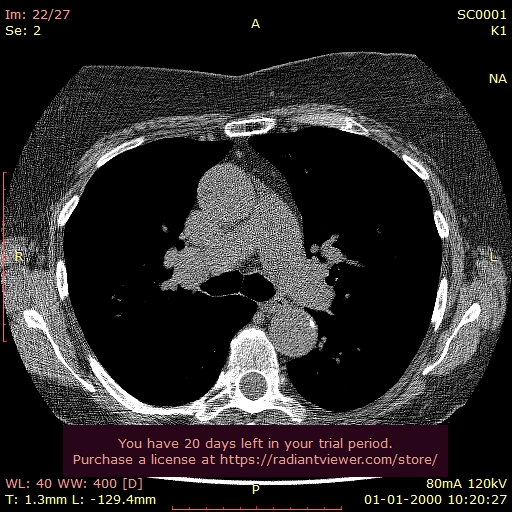 Im: 22/27
Se: 2
A
SC0001
K1
NA
R
L
You have 20 days left in your trial period.
Purchase a license at https://radiantviewer.com/store/
WL: 40 WW: 400 [D]
T: 1.3mm L: -129.4mm
P
80mA 120kV
01-01-2000 10:20:27